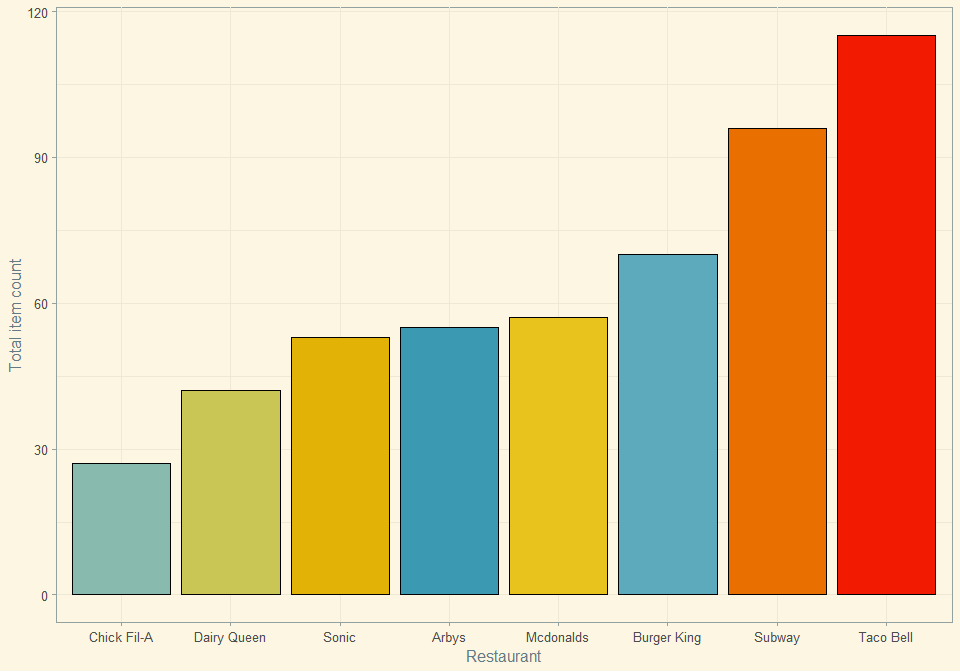 Total item count
120
90
60
30
0
Chick Fil-A Dairy Queen Sonic Arbys Mcdonalds Burger King Subway Taco Bell
Restaurant